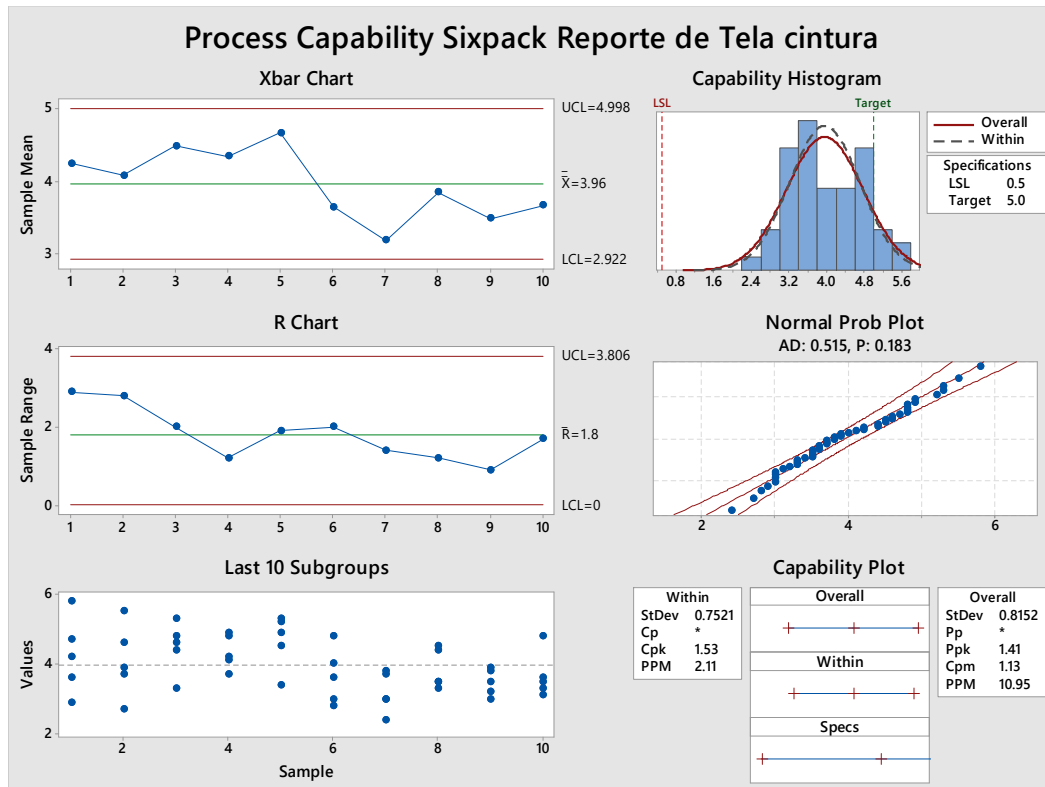 Process Capability Sixpack Reporte de Tela cintura
Xbar Chart
Sample Mean
5
4
3
1 2 3 4 5 6 7 8 9 10
UCL=4.998
X̿=3.96
LCL=2.922
R Chart
Sample Range
4
2
0
1 2 3 4 5 6 7 8 9 10
UCL=3.806
R̅=1.8
LCL=0
Last 10 Subgroups
Values
6
4
2
2 4 6 8 10
Sample
Capability Histogram
LSL Target
0.8 1.6 2.4 3.2 4.0 4.8 5.6
Overall
Within
Specifications
LSL 0.5
Target 5.0
Normal Prob Plot
AD: 0.515, P: 0.183
2 4 6
Capability Plot
Within
StDev 0.7521
Cp *
Cpk 1.53
PPM 2.11
Overall
Within
Specs
Overall
StDev 0.8152
Pp *
Ppk 1.41
Cpm 1.13
PPM 10.95